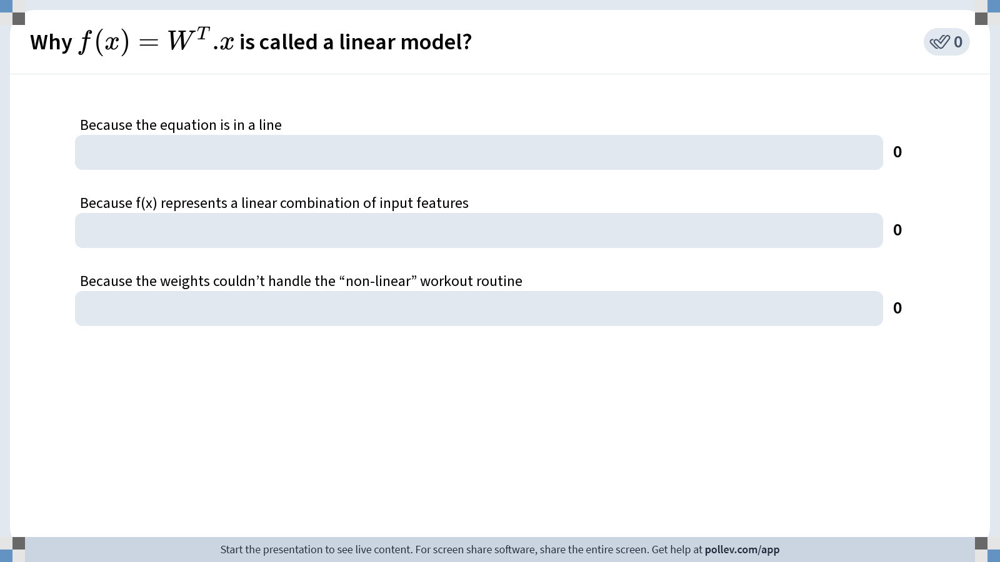 Why f(x) = W^T.x is called a linear model?
0
Because the equation is in a line
0
Because f(x) represents a linear combination of input features
0
Because the weights couldn’t handle the “non-linear” workout routine
0
Start the presentation to see live content. For screen share software, share the entire screen. Get help at pollev.com/app